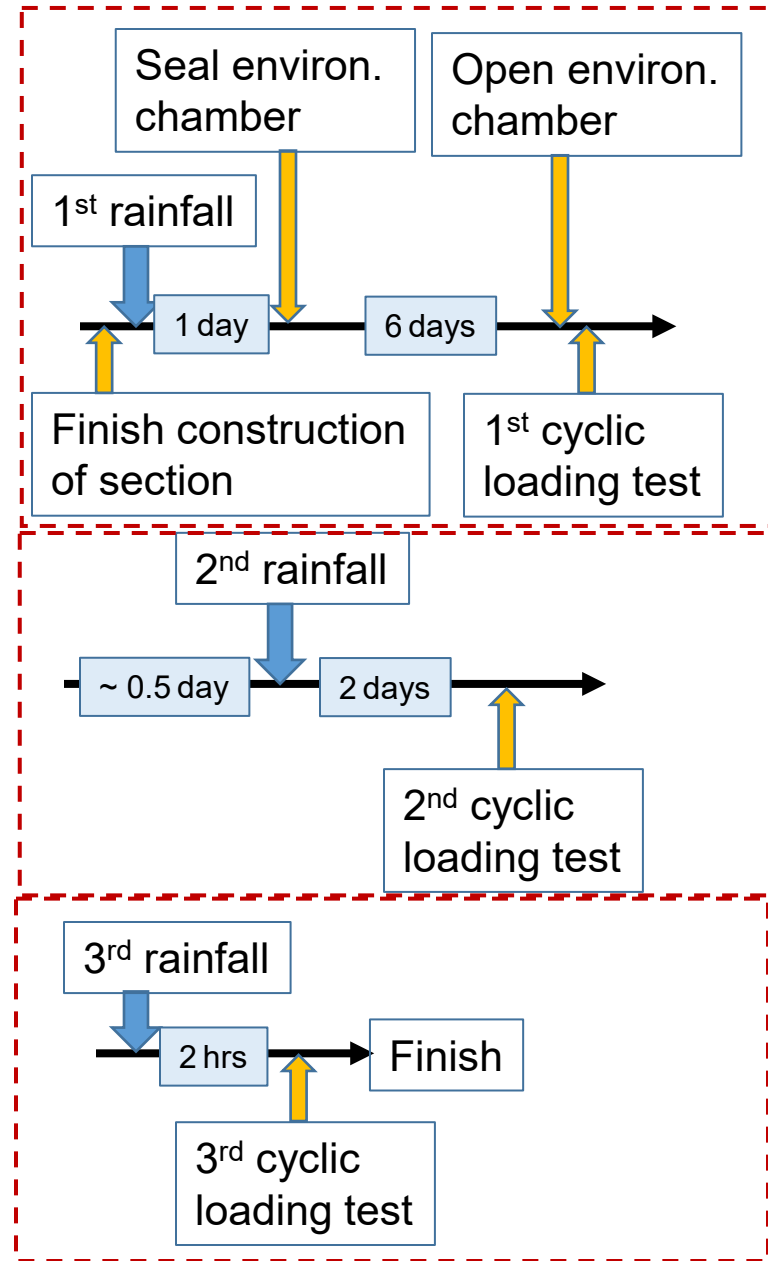 Seal environ.
chamber
Open environ.
chamber
1st rainfall
1 day
6 days
Finish construction
of section
1st cyclic
loading test
2nd rainfall
~ 0.5 day
2 days
2nd cyclic
loading test
3rd rainfall
2 hrs
Finish
3rd cyclic
loading test